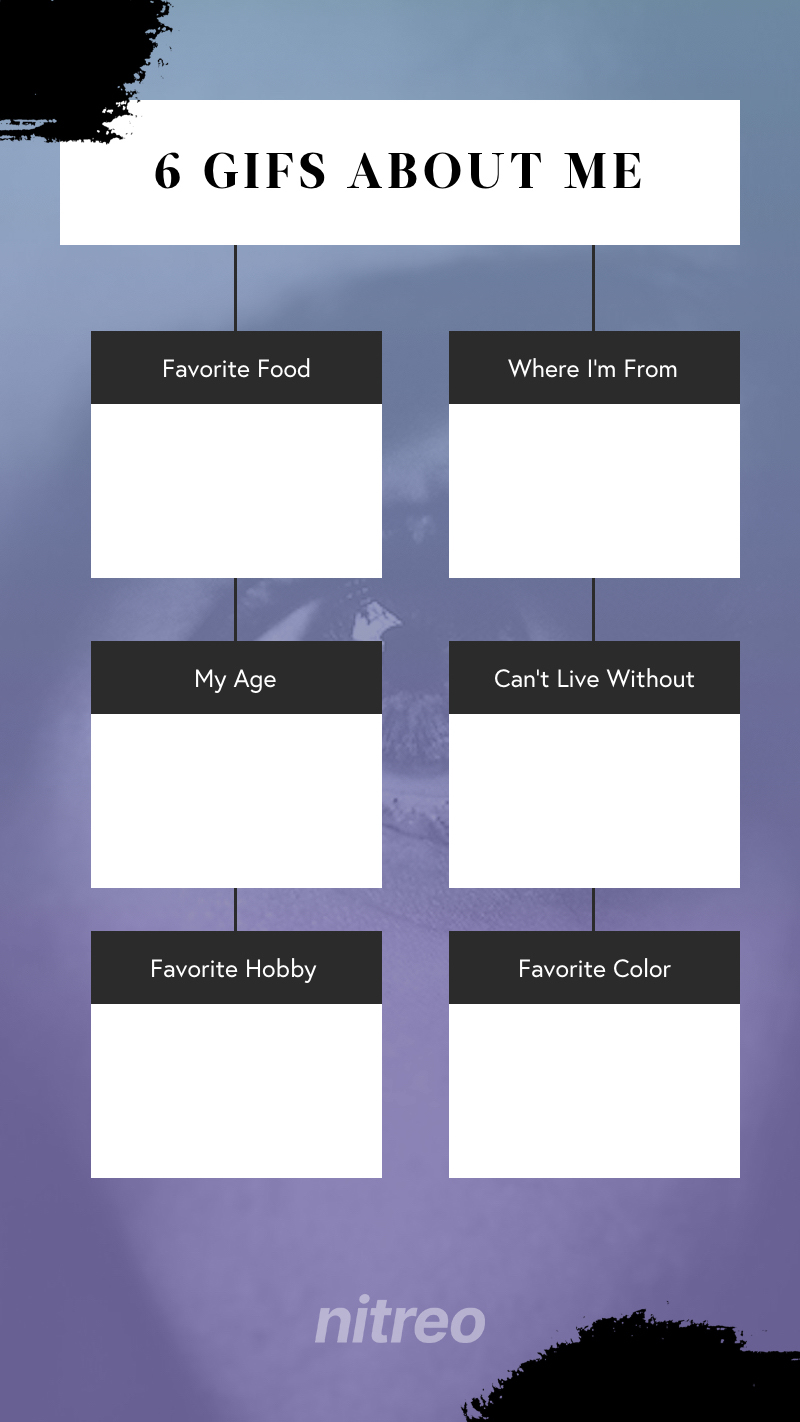 6 GIFS ABOUT ME
Favorite Food
Where I'm From
My Age
Can't Live Without
Favorite Hobby
Favorite Color
nitreo